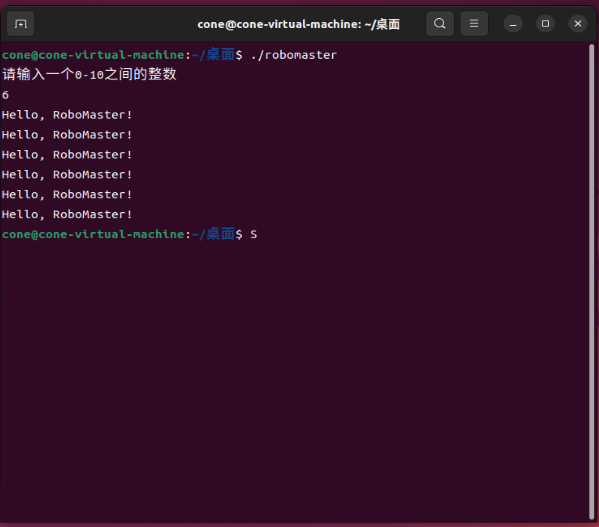 cone@cone-virtual-machine: ~/桌面
cone@cone-virtual-machine:~/桌面$ ./robomaster
请输入一个0-10之间的整数
6
Hello, RoboMaster!
Hello, RoboMaster!
Hello, RoboMaster!
Hello, RoboMaster!
Hello, RoboMaster!
Hello, RoboMaster!
cone@cone-virtual-machine:~/桌面$ S